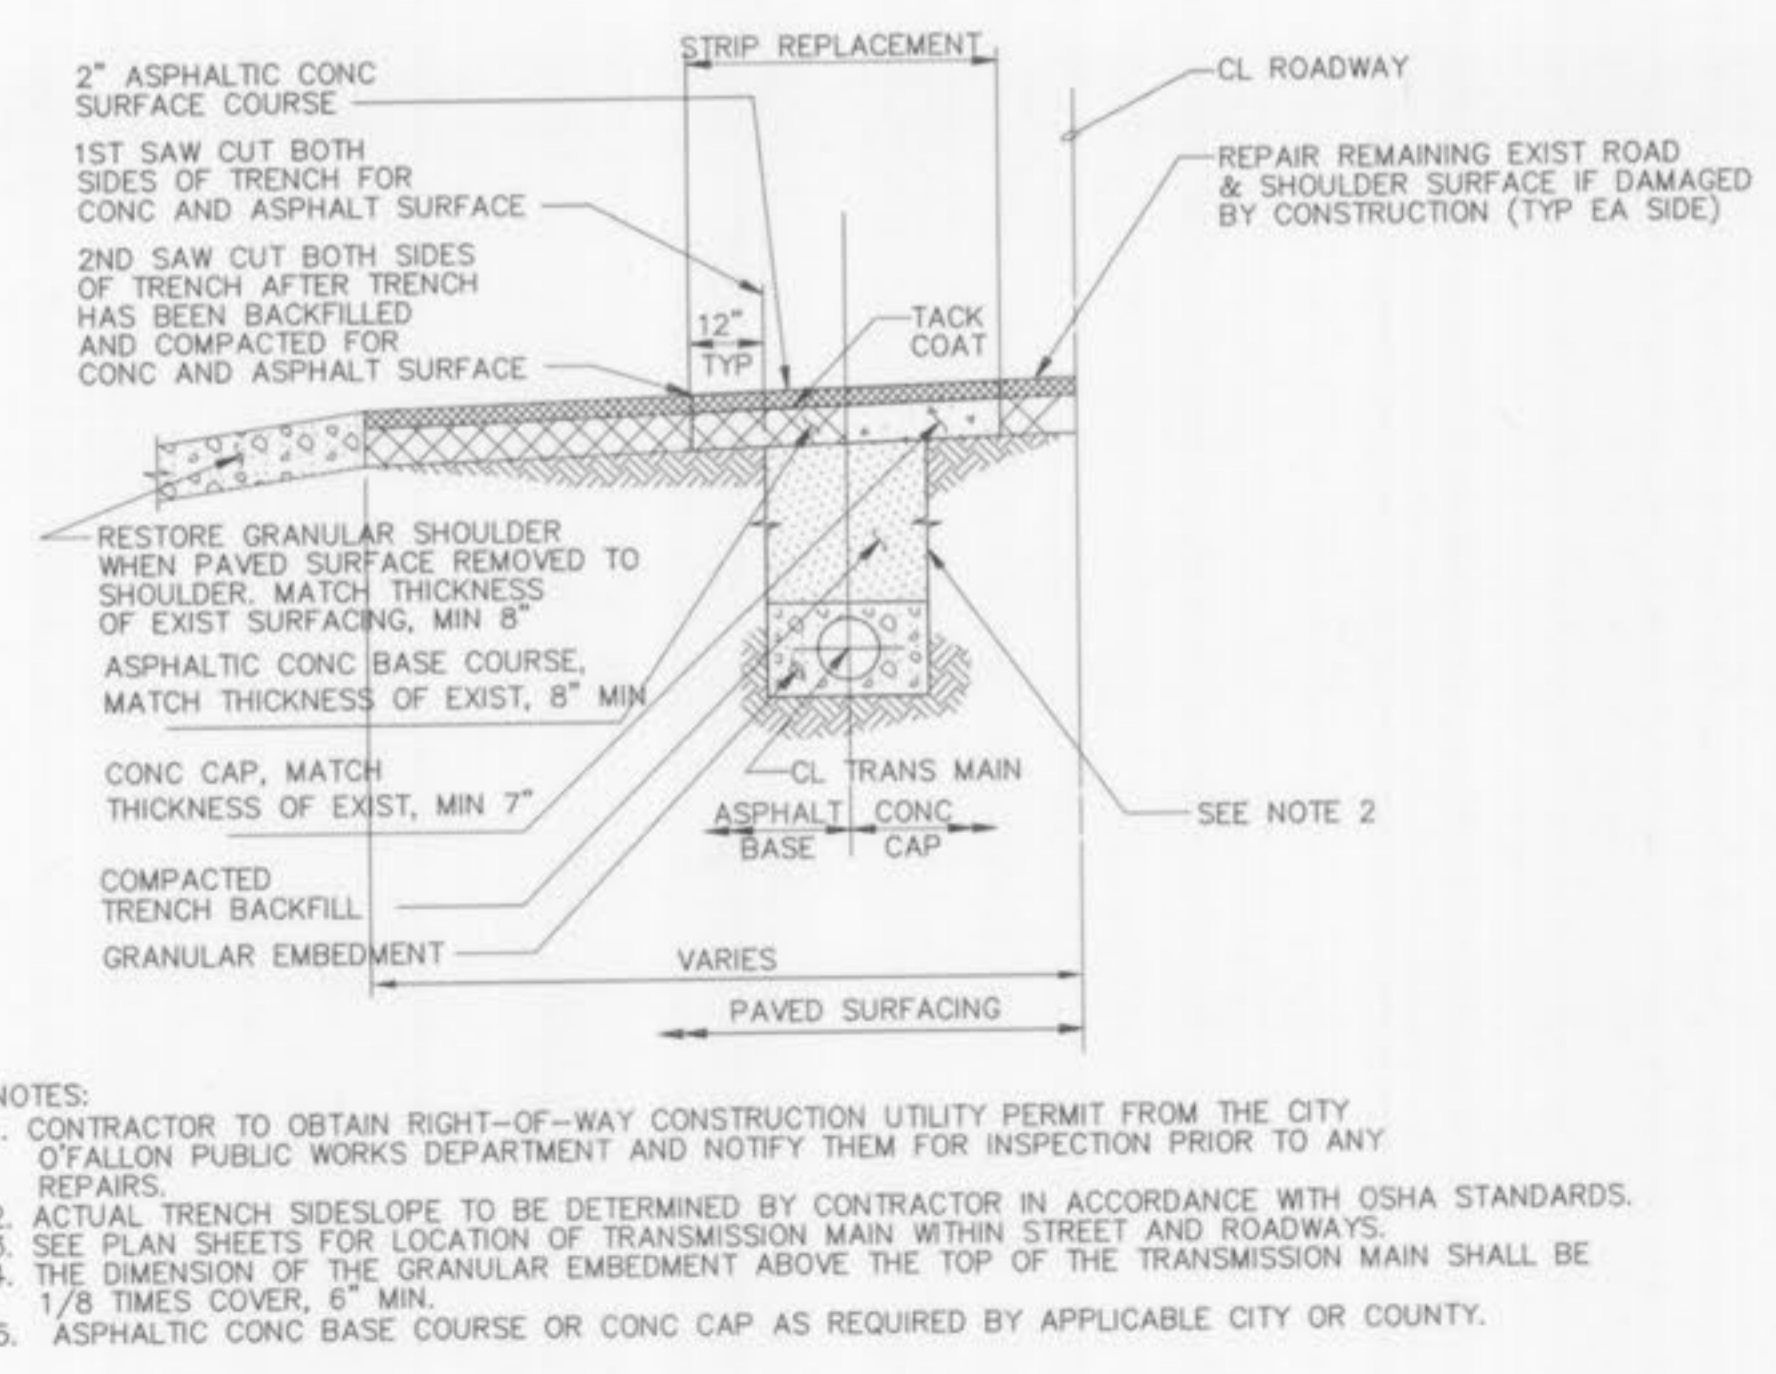 STRIP REPLACEMENT
2" ASPHALTIC CONC
SURFACE COURSE
CL ROADWAY
1ST SAW CUT BOTH
SIDES OF TRENCH FOR
CONC AND ASPHALT SURFACE
REPAIR REMAINING EXIST ROAD
& SHOULDER SURFACE IF DAMAGED
BY CONSTRUCTION (TYP EA SIDE)
2ND SAW CUT BOTH SIDES
OF TRENCH AFTER TRENCH
HAS BEEN BACKFILLED
AND COMPACTED FOR
CONC AND ASPHALT SURFACE
12"
TYP
TACK
COAT
RESTORE GRANULAR SHOULDER
WHEN PAVED SURFACE REMOVED TO
SHOULDER. MATCH THICKNESS
OF EXIST SURFACING, MIN 8"
ASPHALTIC CONC BASE COURSE,
MATCH THICKNESS OF EXIST, 8" MIN
CONC CAP, MATCH
THICKNESS OF EXIST, MIN 7"
CL TRANS MAIN
ASPHALT
BASE
CONC
CAP
SEE NOTE 2
COMPACTED
TRENCH BACKFILL
GRANULAR EMBEDMENT
VARIES
PAVED SURFACING
NOTES:
. CONTRACTOR TO OBTAIN RIGHT-OF-WAY CONSTRUCTION UTILITY PERMIT FROM THE CITY
O'FALLON PUBLIC WORKS DEPARTMENT AND NOTIFY THEM FOR INSPECTION PRIOR TO ANY
REPAIRS.
2. ACTUAL TRENCH SIDESLOPE TO BE DETERMINED BY CONTRACTOR IN ACCORDANCE WITH OSHA STANDARDS.
3. SEE PLAN SHEETS FOR LOCATION OF TRANSMISSION MAIN WITHIN STREET AND ROADWAYS.
4. THE DIMENSION OF THE GRANULAR EMBEDMENT ABOVE THE TOP OF THE TRANSMISSION MAIN SHALL BE
1/8 TIMES COVER, 6" MIN.
5. ASPHALTIC CONC BASE COURSE OR CONC CAP AS REQUIRED BY APPLICABLE CITY OR COUNTY.